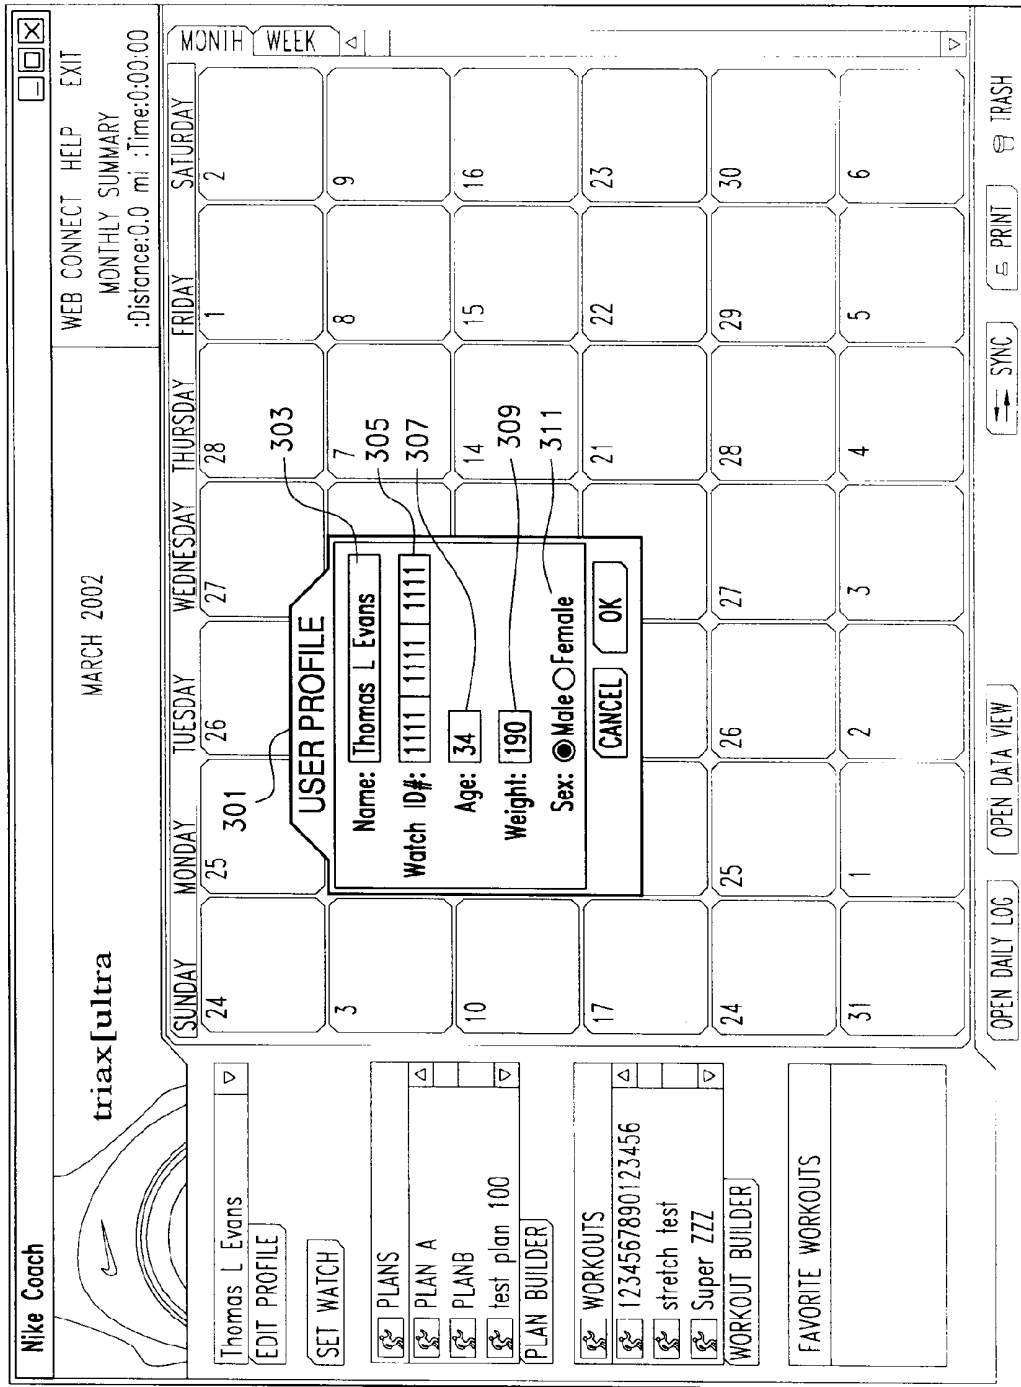 Nike Coach
triax[ultra
MARCH 2002
WEB CONNECT HELP EXIT
MONTHLY SUMMARY
:Distance:0.0 mi :Time:0:00:00
Thomas L Evans
EDIT PROFILE
SET WATCH
PLANS
PLAN A
PLANB
test plan 100
PLAN BUILDER
WORKOUTS
12345678901234 56
stretch test
Super ZZZ
WORKOUT BUILDER
FAVORITE WORKOUTS
SUNDAY MONDAY TUESDAY WEDNESDAY THURSDAY FRIDAY SATURDAY
MONTH WEEK
24 25 26 27 28 1 2
3 7 8 9
10 14 15 16
17 21 22 23
24 25 26 27 28 29 30
31 1 2 3 4 5 6
301
USER PROFILE
Name: Thomas L Evans
303
Watch ID#: 1111 1111 1111 1111
305
Age: 34
307
Weight: 190
309
Sex: Male Female
311
CANCEL OK
OPEN DAILY LOG OPEN DATA VIEW SYNC PRINT TRASH